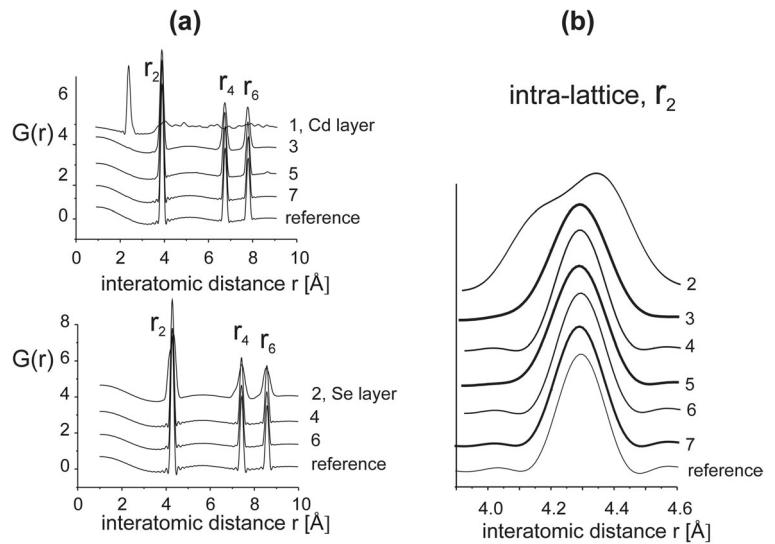 (a)
r2
r4
r6
6
4
2
0
G(r)
1, Cd layer
3
5
7
reference
0
2
4
6
8
10
interatomic distance r [Å]
r2
r4
r6
8
6
4
2
0
G(r)
2, Se layer
4
6
reference
0
2
4
6
8
10
interatomic distance r [Å]
(b)
intra-lattice, r2
2
3
4
5
6
7
reference
4.0
4.2
4.4
4.6
interatomic distance r [Å]